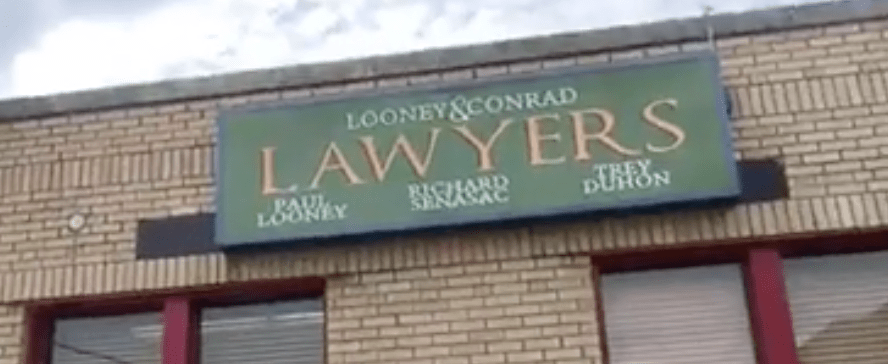 LOONEY&CONRAD
LAWYERS
PAUL LOONEY
RICHARD SENASAC
TREY DUHON